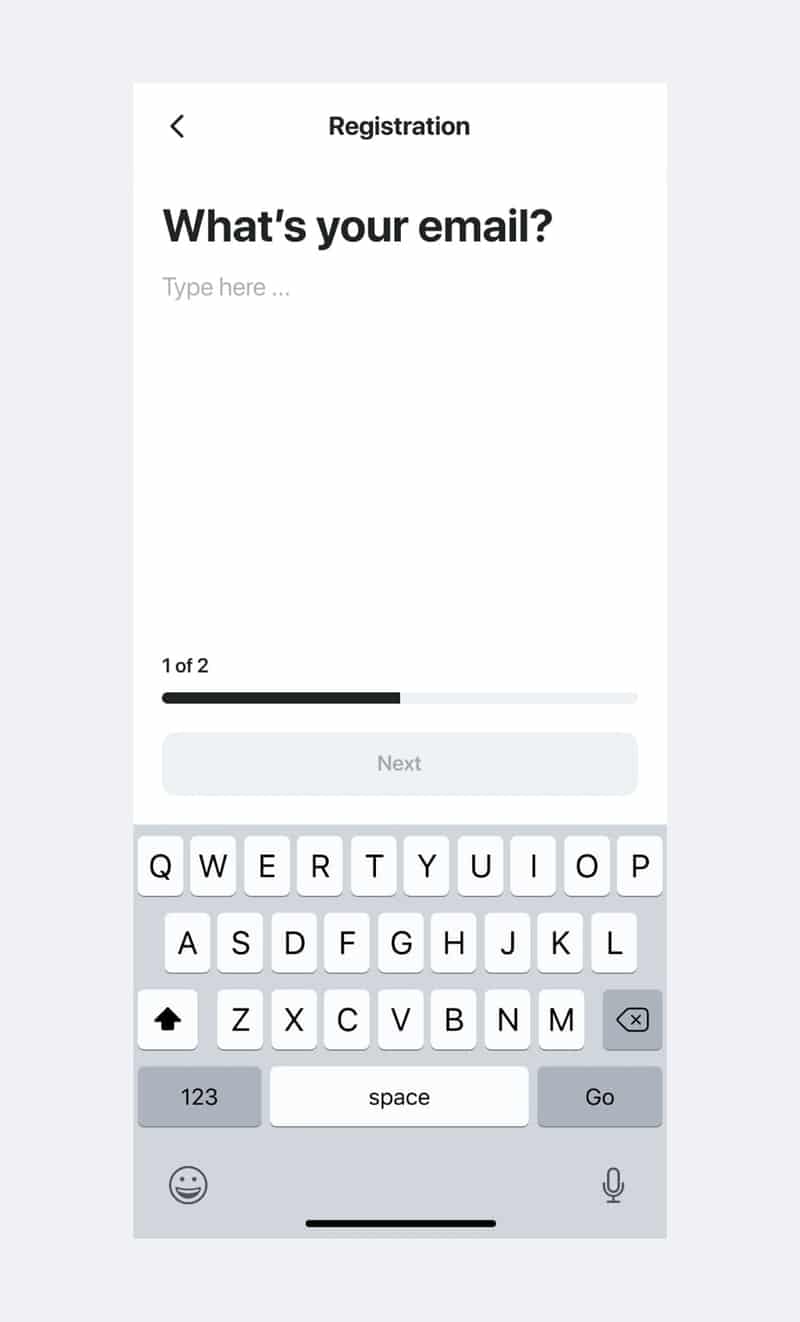 Registration
What's your email?
Type here ...
1 of 2
Next
Q W E R T Y U I O P
A S D F G H J K L
Z X C V B N M
123 space Go